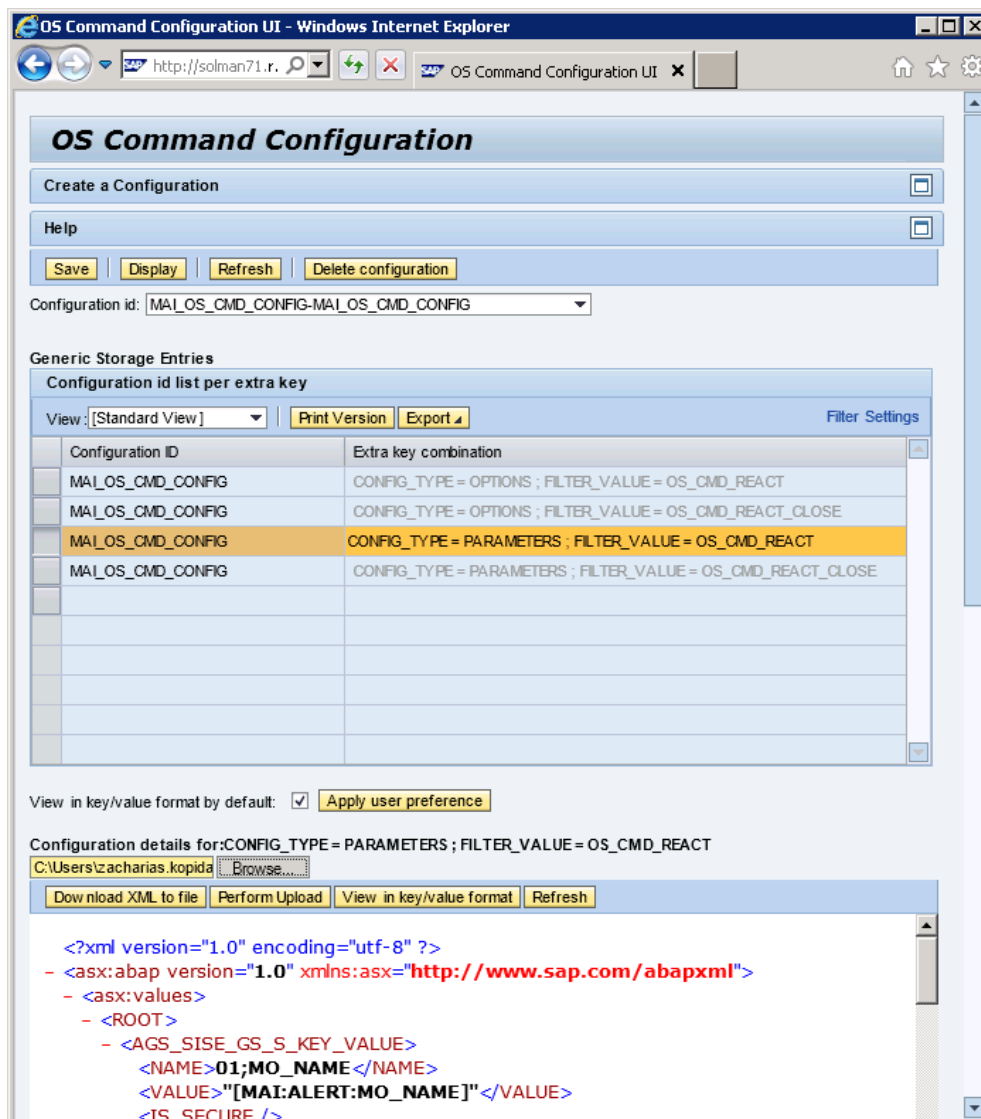 OS Command Configuration UI - Windows Internet Explorer
SAP http://solman71.r. SAP OS Command Configuration UI
OS Command Configuration
Create a Configuration
Help
Save Display Refresh Delete configuration
Configuration id: MAI_OS_CMD_CONFIG-MAI_OS_CMD_CONFIG
Generic Storage Entries
Configuration id list per extra key
View: [Standard View] Print Version Export Filter Settings
Configuration ID Extra key combination
MAI_OS_CMD_CONFIG CONFIG_TYPE = OPTIONS ; FILTER_VALUE = OS_CMD_REACT
MAI_OS_CMD_CONFIG CONFIG_TYPE = OPTIONS ; FILTER_VALUE = OS_CMD_REACT_CLOSE
MAI_OS_CMD_CONFIG CONFIG_TYPE = PARAMETERS ; FILTER_VALUE = OS_CMD_REACT
MAI_OS_CMD_CONFIG CONFIG_TYPE = PARAMETERS ; FILTER_VALUE = OS_CMD_REACT_CLOSE
View in key/value format by default: Apply user preference
Configuration details for:CONFIG_TYPE = PARAMETERS ; FILTER_VALUE = OS_CMD_REACT
C:\Users\zacharias.kopida Browse...
Download XML to file Perform Upload View in key/value format Refresh
<?xml version="1.0" encoding="utf-8" ?>
- <asx:abap version="1.0" xmlns:asx="http://www.sap.com/abapxml">
- <asx:values>
- <ROOT>
- <AGS_SISE_GS_S_KEY_VALUE>
<NAME>01;MO_NAME</NAME>
<VALUE>"[MAI:ALERT:MO_NAME]"</VALUE>
<IS_SECURE />